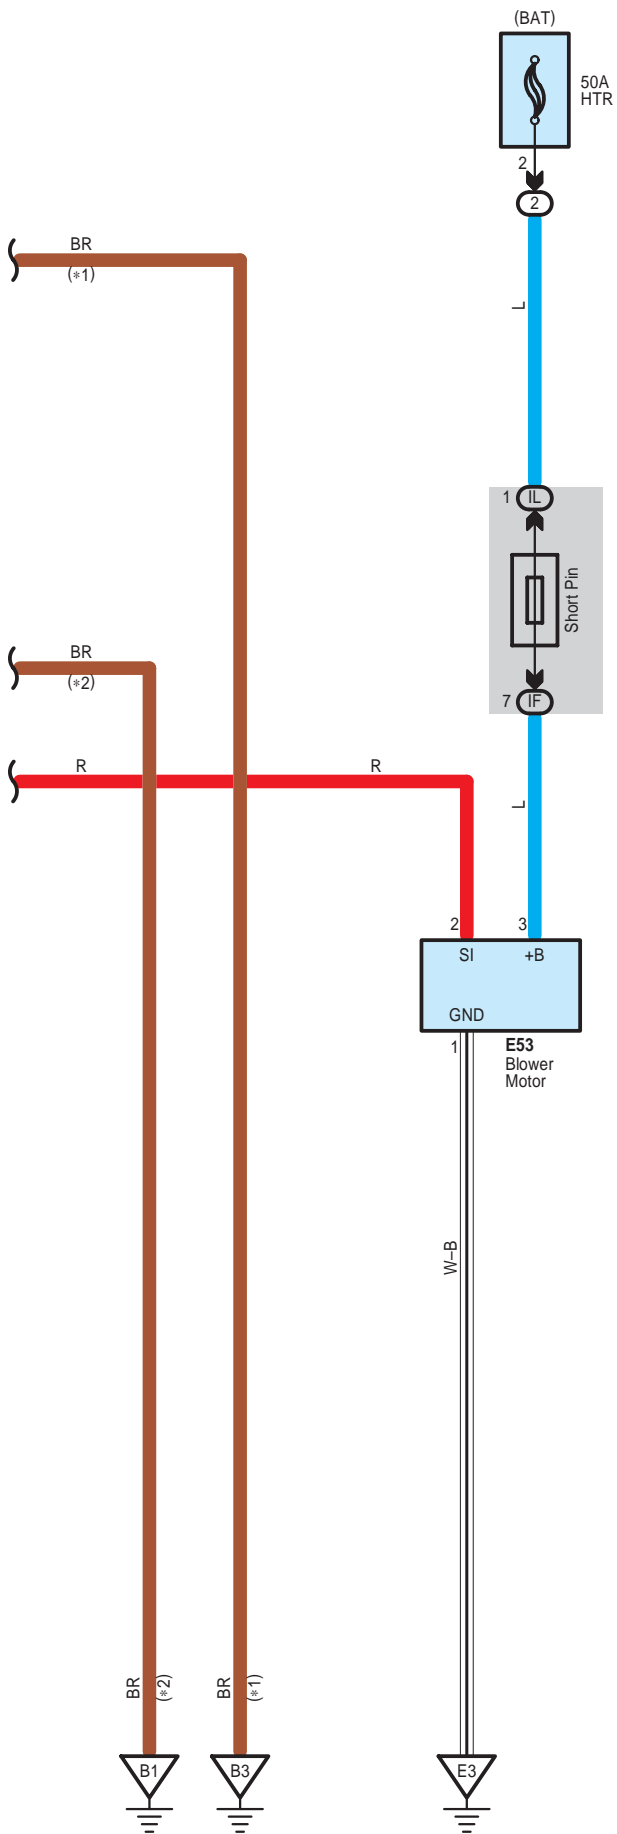 (BAT)
50A
HTR
2
2
BR
(*1)
L
1
IL
Short Pin
BR
(*2)
7
IF
R
R
L
2
3
SI
+B
GND
1
E53
Blower
Motor
W–B
BR
(*2)
BR
(*1)
B1
B3
E3